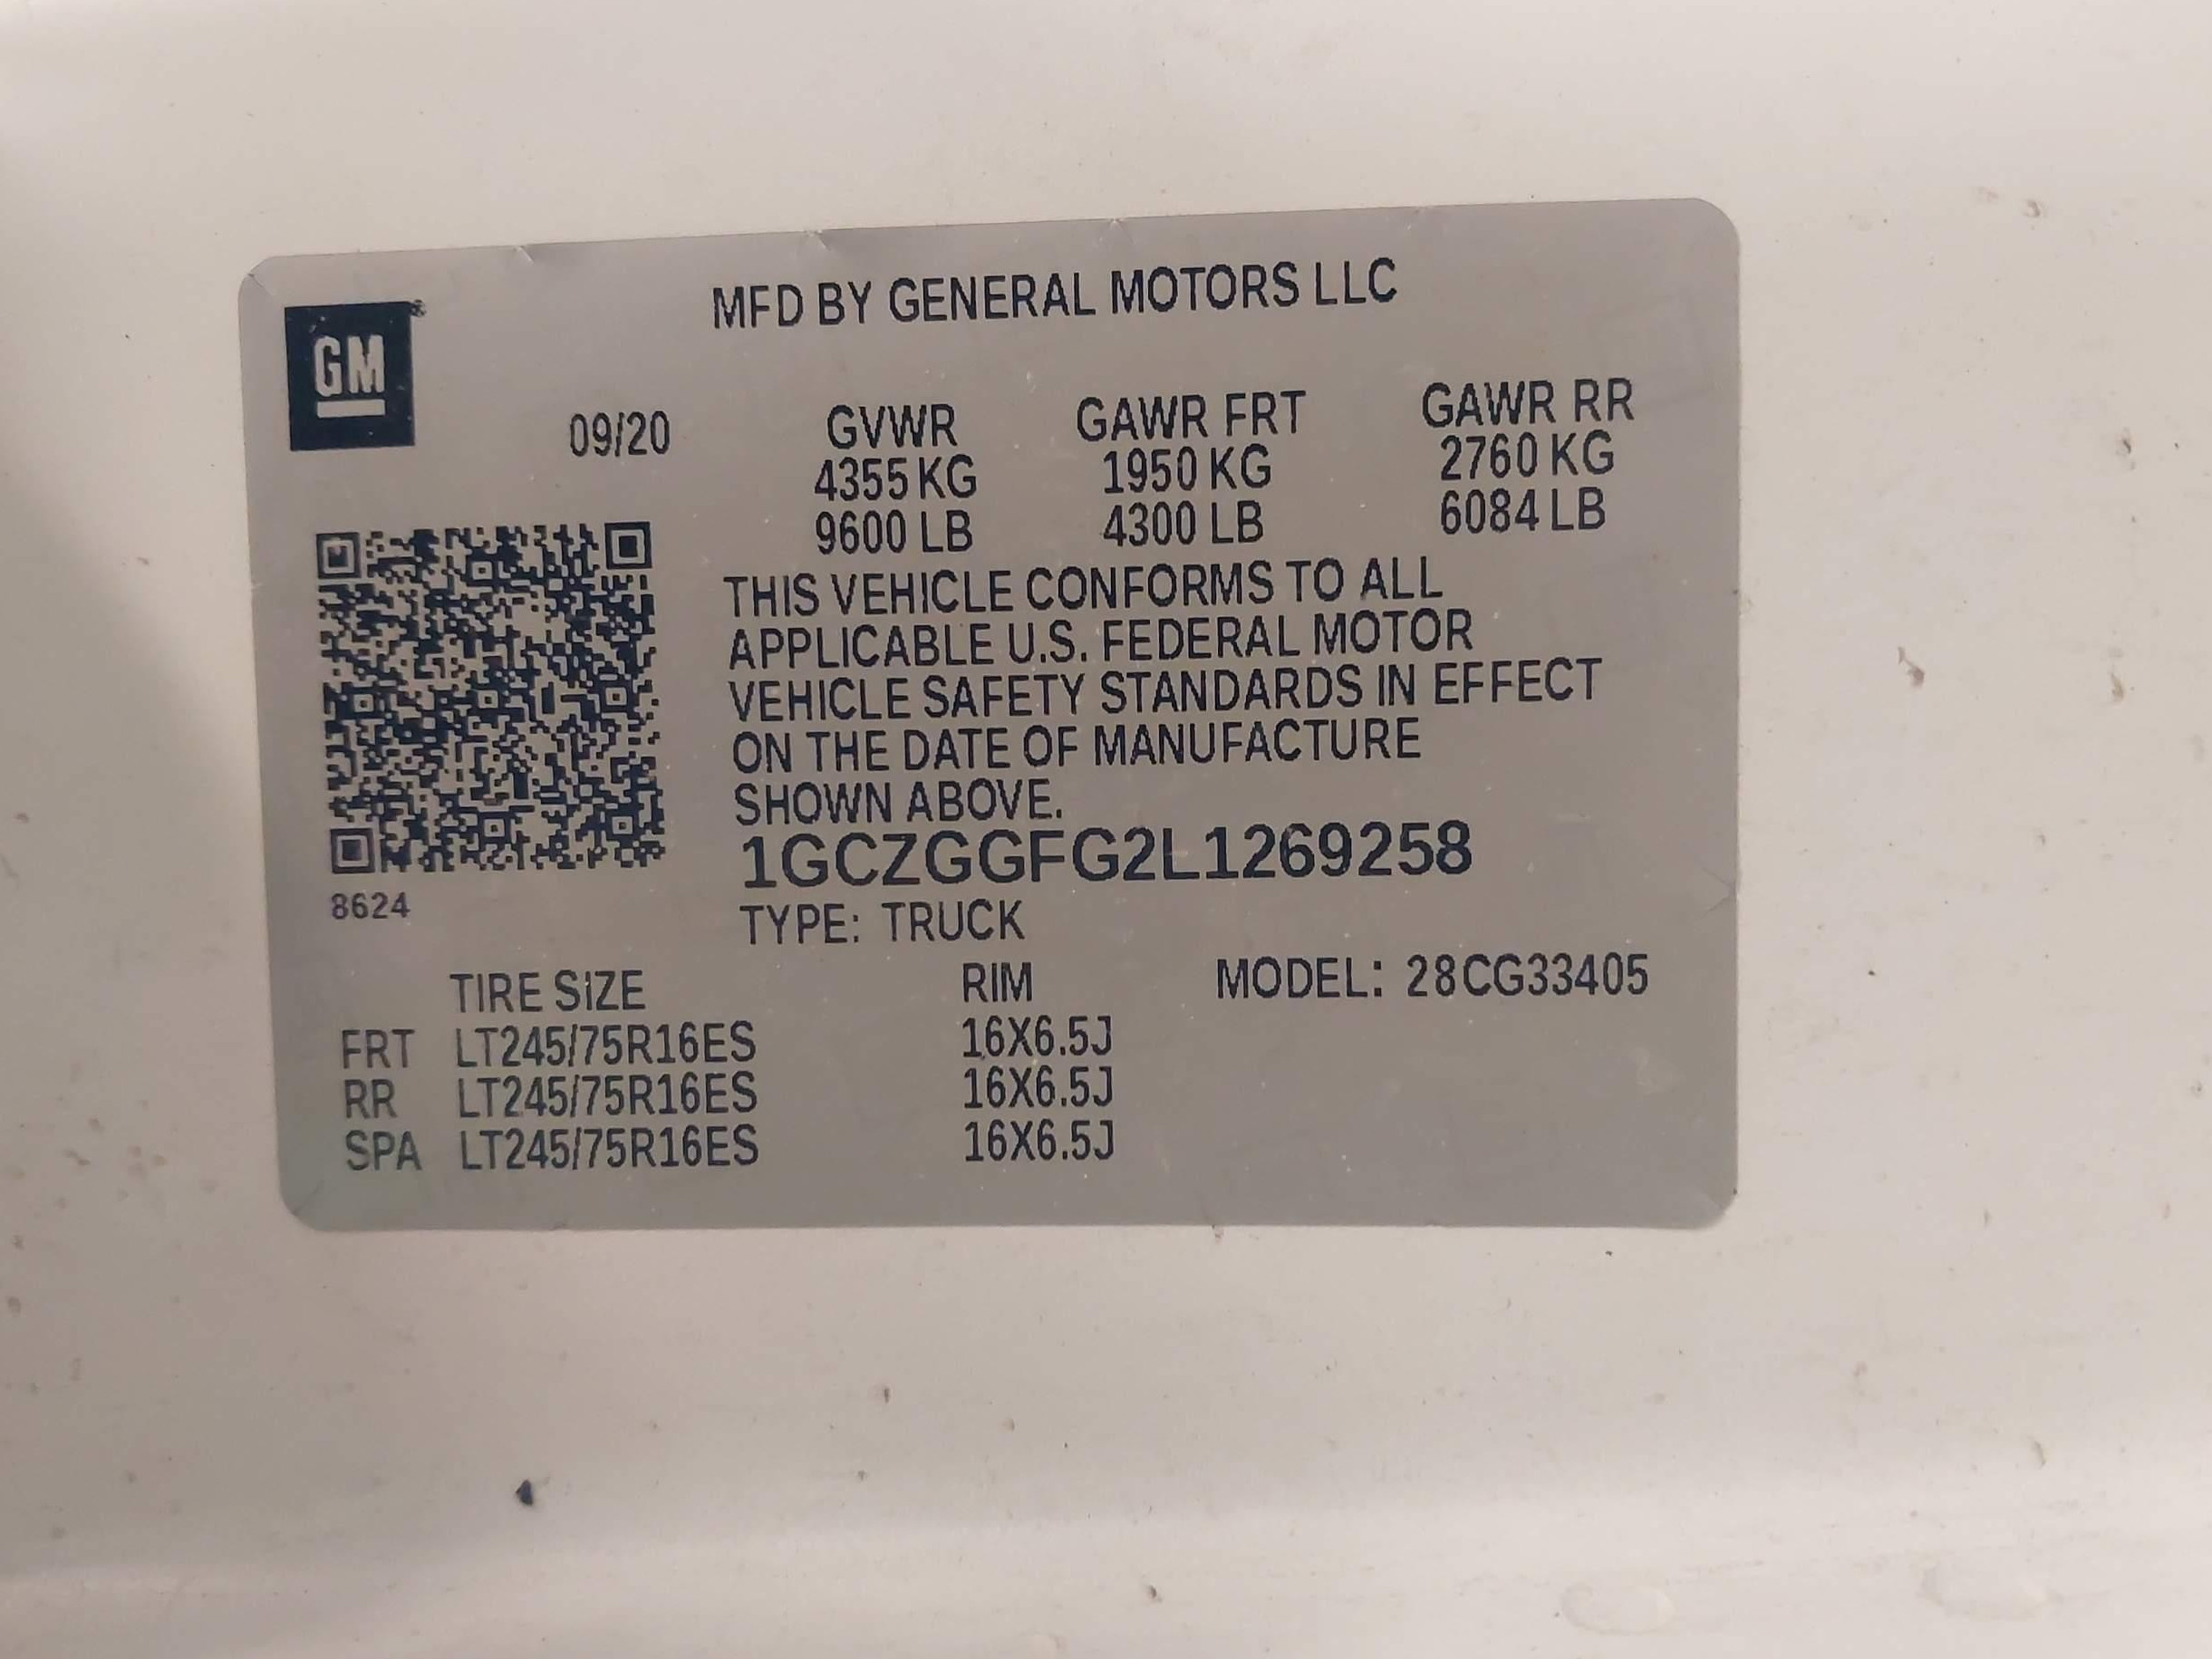 MFD BY GENERAL MOTORS LLC
GM®
09/20 GVWR GAWR FRT GAWR RR
4355 KG 1950 KG 2760 KG
9600 LB 4300 LB 6084 LB
THIS VEHICLE CONFORMS TO ALL
APPLICABLE U.S. FEDERAL MOTOR
VEHICLE SAFETY STANDARDS IN EFFECT
ON THE DATE OF MANUFACTURE
SHOWN ABOVE.
1GCZGGFG2L1269258
8624
TYPE: TRUCK
TIRE SIZE RIM MODEL: 28CG33405
FRT LT245/75R16ES 16X6.5J
RR LT245/75R16ES 16X6.5J
SPA LT245/75R16ES 16X6.5J